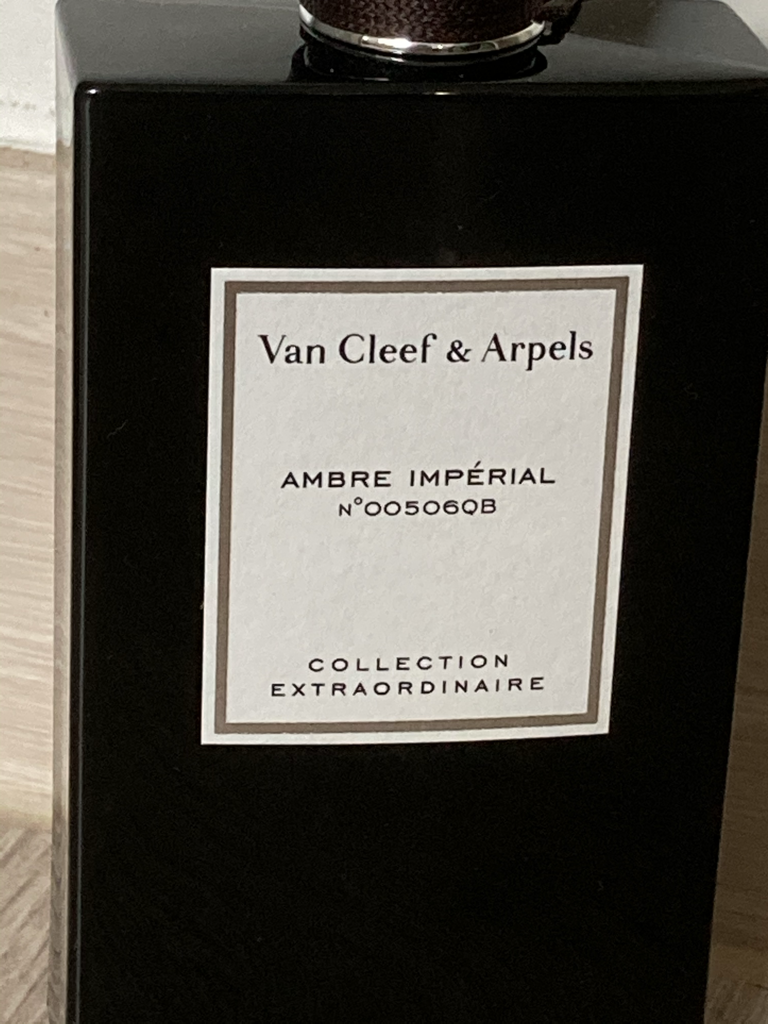 Van Cleef & Arpels
AMBRE IMPÉRIAL
N°00506QB
COLLECTION
EXTRAORDINAIRE